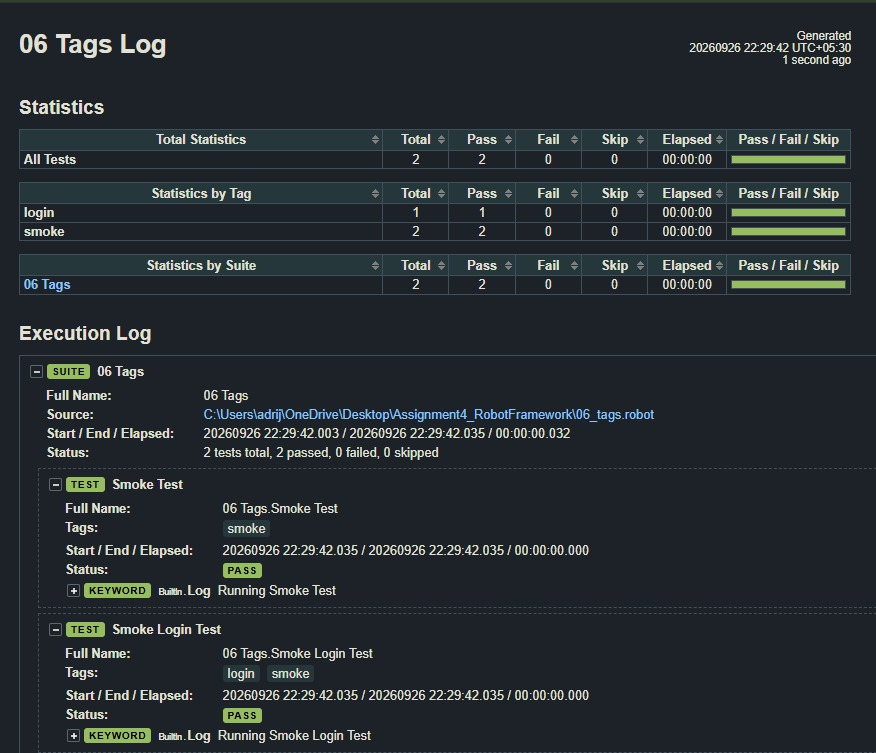 06 Tags Log
Generated
20260926 22:29:42 UTC+05:30
1 second ago
Statistics
Total Statistics Total Pass Fail Skip Elapsed Pass / Fail / Skip
All Tests 2 2 0 0 00:00:00
Statistics by Tag Total Pass Fail Skip Elapsed Pass / Fail / Skip
login 1 1 0 0 00:00:00
smoke 2 2 0 0 00:00:00
Statistics by Suite Total Pass Fail Skip Elapsed Pass / Fail / Skip
06 Tags 2 2 0 0 00:00:00
Execution Log
SUITE 06 Tags
Full Name: 06 Tags
Source: C:\Users\adrij\OneDrive\Desktop\Assignment4_RobotFramework\06_tags.robot
Start / End / Elapsed: 20260926 22:29:42.003 / 20260926 22:29:42.035 / 00:00:00.032
Status: 2 tests total, 2 passed, 0 failed, 0 skipped
TEST Smoke Test
Full Name: 06 Tags.Smoke Test
Tags: smoke
Start / End / Elapsed: 20260926 22:29:42.035 / 20260926 22:29:42.035 / 00:00:00.000
Status: PASS
KEYWORD BuiltIn.Log Running Smoke Test
TEST Smoke Login Test
Full Name: 06 Tags.Smoke Login Test
Tags: login smoke
Start / End / Elapsed: 20260926 22:29:42.035 / 20260926 22:29:42.035 / 00:00:00.000
Status: PASS
KEYWORD BuiltIn.Log Running Smoke Login Test